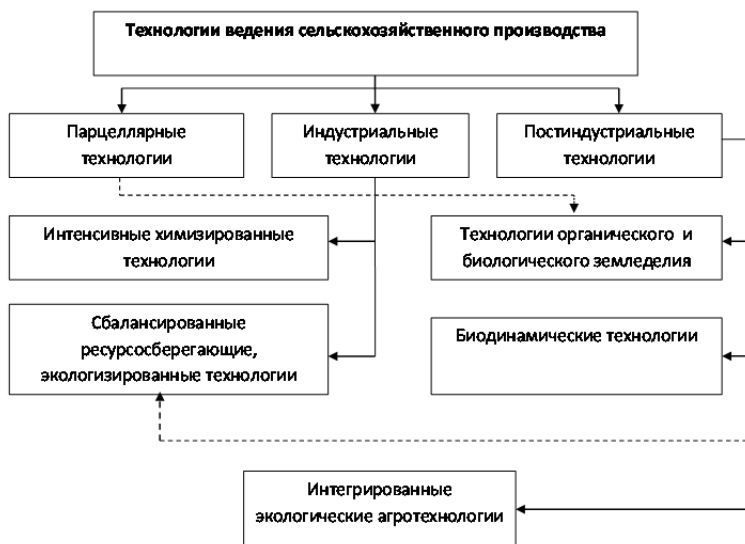 Технологии ведения сельскохозяйственного производства
Парцеллярные
технологии
Индустриальные
технологии
Постиндустриальные
технологии
Интенсивные химизированные
технологии
Технологии органического и
биологического земледелия
Сбалансированные
ресурсосберегающие,
экологизированные технологии
Биодинамические технологии
Интегрированные
экологические агротехнологии